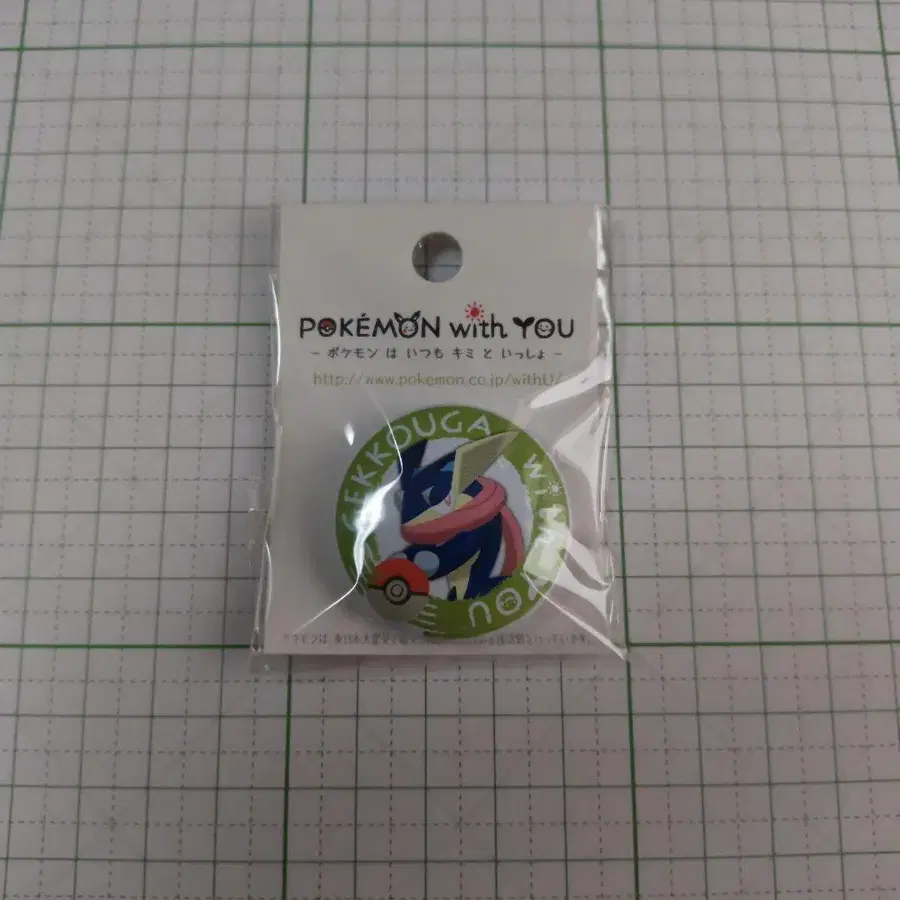 POKÉMON with YOU
– ポケモン は いつも キミ と いっしょ –
http://www.pokemon.co.jp/withU/
GEKKOUGA WiTH YOU